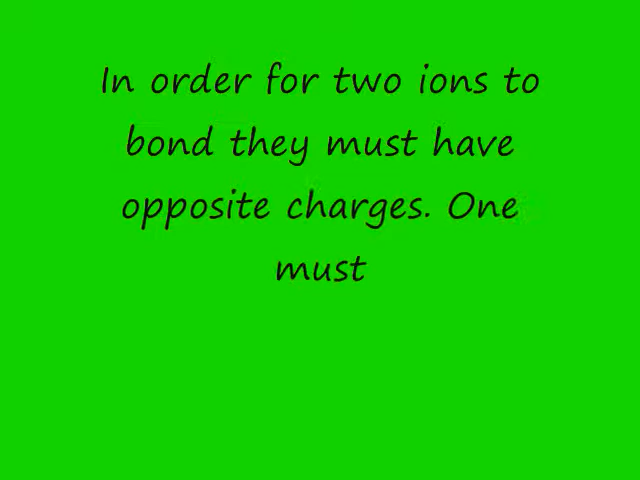 In order for two ions to
bond they must have
opposite charges. One
must